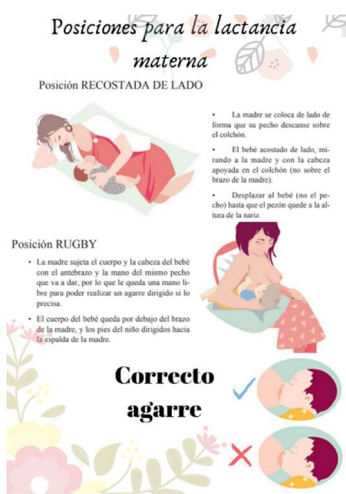 Posiciones para la lactancia
materna
Posición RECOSTADA DE LADO
• La madre se coloca de lado de
forma que su pecho descanse sobre
el colchón.
• El bebé acostado de lado, mi-
rando a la madre y con la cabeza
apoyada en el colchón (no sobre el
brazo de la madre).
• Desplazar al bebé (no el pe-
cho) hasta que el pezón quede a la al-
tura de la nariz.
Posición RUGBY
• La madre sujeta el cuerpo y la cabeza del bebé
con el antebrazo y la mano del mismo pecho
que va a dar, por lo que le queda una mano li-
bre para poder realizar un agarre dirigido si lo
precisa.
• El cuerpo del bebé queda por debajo del brazo
de la madre, y los pies del niño dirigidos hacia
la espalda de la madre.
Correcto
agarre